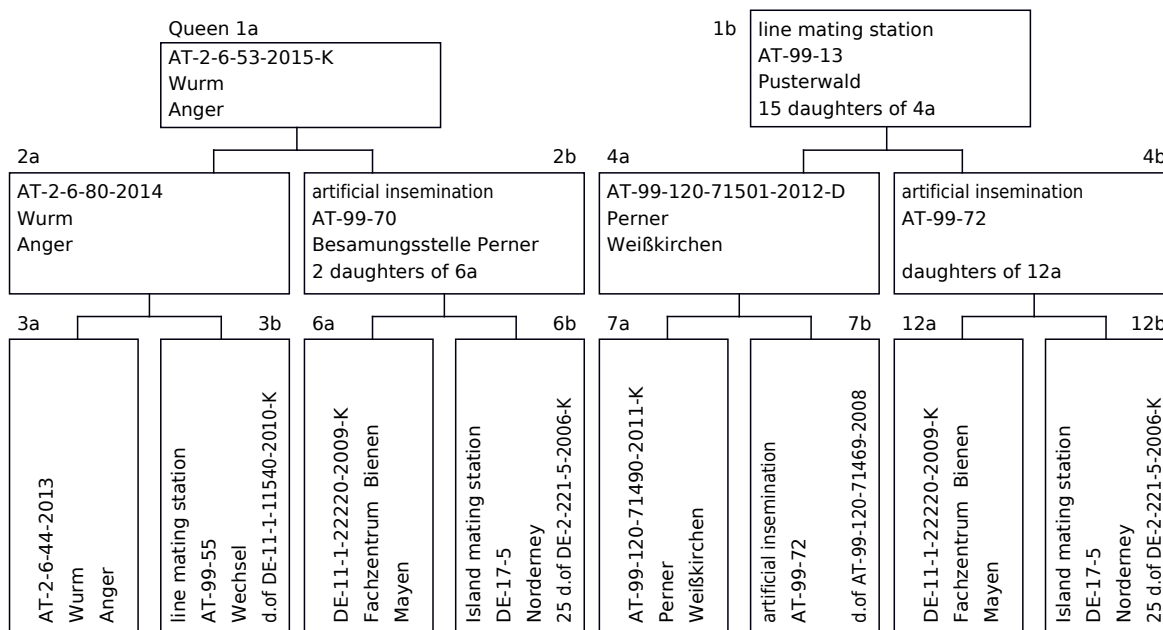 Queen 1a
AT-2-6-53-2015-K
Wurm
Anger
1b
line mating station
AT-99-13
Pusterwald
15 daughters of 4a
2a
AT-2-6-80-2014
Wurm
Anger
2b
artificial insemination
AT-99-70
Besamungsstelle Perner
2 daughters of 6a
4a
AT-99-120-71501-2012-D
Perner
Weißkirchen
4b
artificial insemination
AT-99-72
daughters of 12a
3a
AT-2-6-44-2013
Wurm
Anger
3b
line mating station
AT-99-55
Wechsel
d.of DE-11-1-11540-2010-K
6a
DE-11-1-22220-2009-K
Fachzentrum Bienen
Mayen
6b
Island mating station
DE-17-5
Norderney
25 d.of DE-2-221-5-2006-K
7a
AT-99-120-71490-2011-K
Perner
Weißkirchen
7b
artificial insemination
AT-99-72
d.of AT-99-120-71469-2008
12a
DE-11-1-22220-2009-K
Fachzentrum Bienen
Mayen
12b
Island mating station
DE-17-5
Norderney
25 d.of DE-2-221-5-2006-K